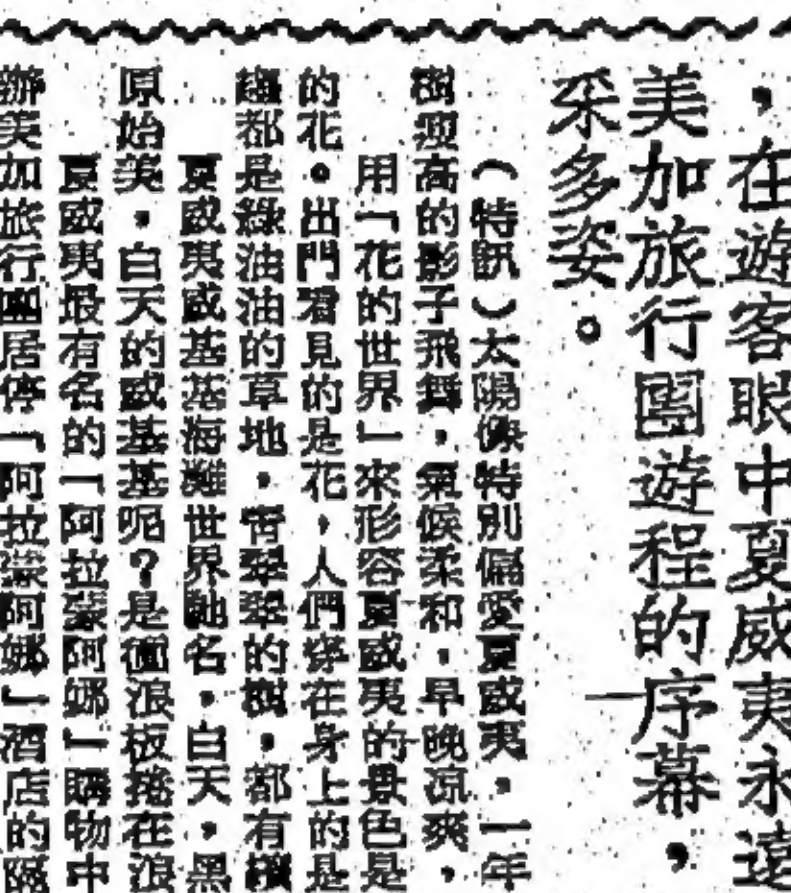 ，在遊客眼中夏威夷永遠
美加旅行團遊程的序幕，
采多姿。
（特訊）太陽像特別偏愛夏威夷，一年
樹瘦高的影子飛舞，氣候柔和，早晚涼爽，
用「花的世界」來形容夏威夷的景色是
的花。出門看見的是花，人們穿在身上的是
都是綠油油的草地，青翠翠的樹，都有
夏威夷威基基海灘世界馳名，白天，黑
原始美，白天的威基基呢？是個浪板捲在浪
夏威夷最有名的「阿拉蒙阿娜」購物中
辦美加旅行團居停「阿拉蒙阿娜」酒店的隔